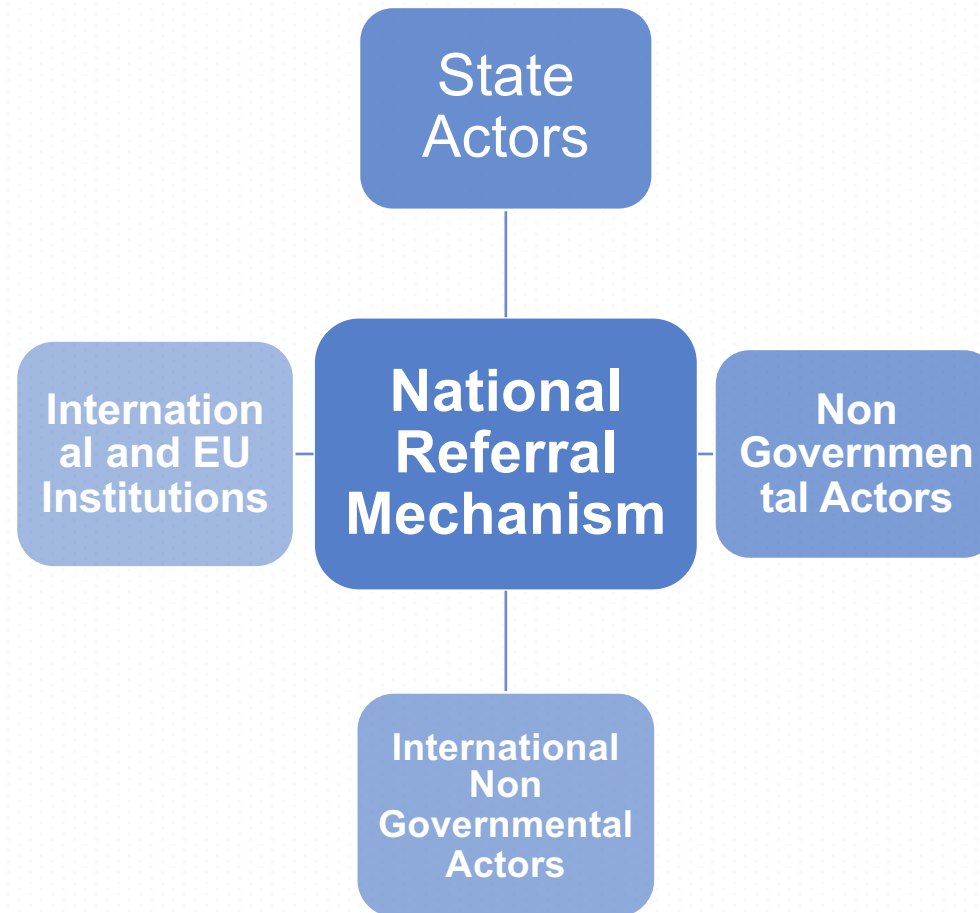 State
Actors
National
Referral
Mechanism
Internation
al and EU
Institutions
Non
Governmen
tal Actors
International
Non
Governmental
Actors